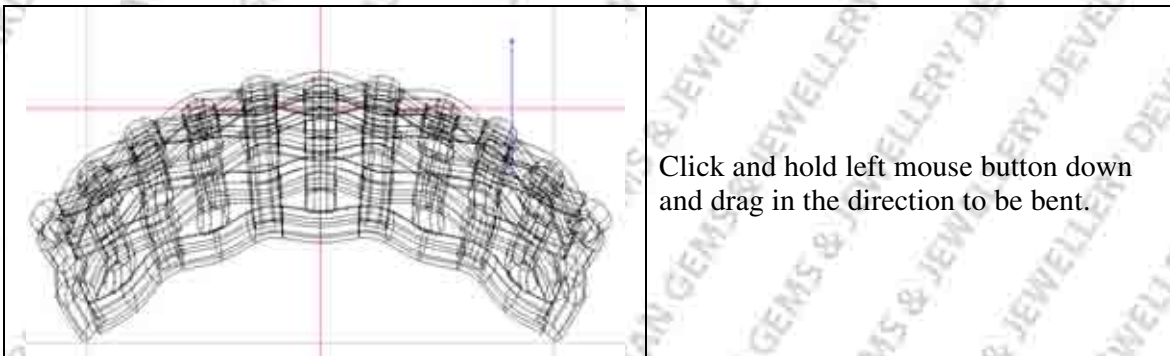 Click and hold left mouse button down
and drag in the direction to be bent.